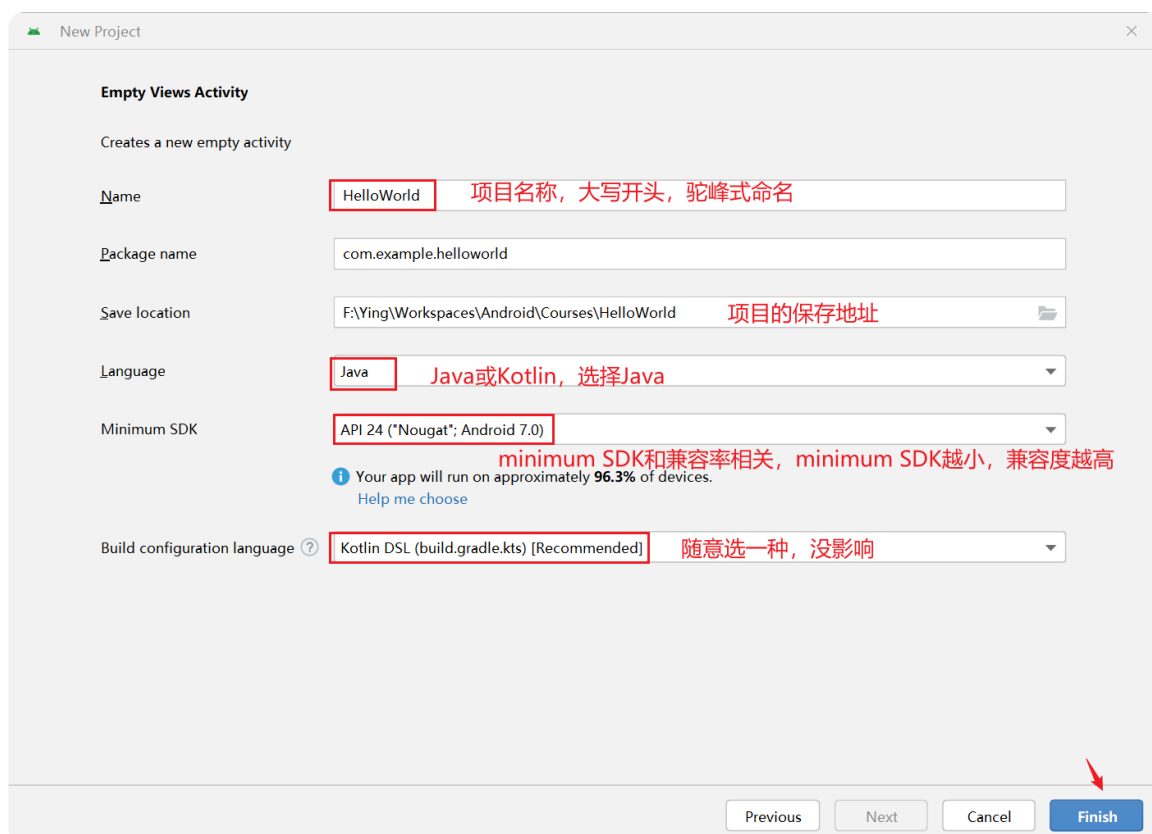 New Project
Empty Views Activity
Creates a new empty activity
Name HelloWorld 项目名称，大写开头，驼峰式命名
Package name com.example.helloworld
Save location F:\Ying\Workspaces\Android\Courses\HelloWorld 项目的保存地址
Language Java Java或Kotlin，选择Java
Minimum SDK API 24 ("Nougat"; Android 7.0)
minimum SDK和兼容率相关，minimum SDK越小，兼容度越高
Your app will run on approximately 96.3% of devices.
Help me choose
Build configuration language ? Kotlin DSL (build.gradle.kts) [Recommended] 随意选一种，没影响
Previous Next Cancel Finish